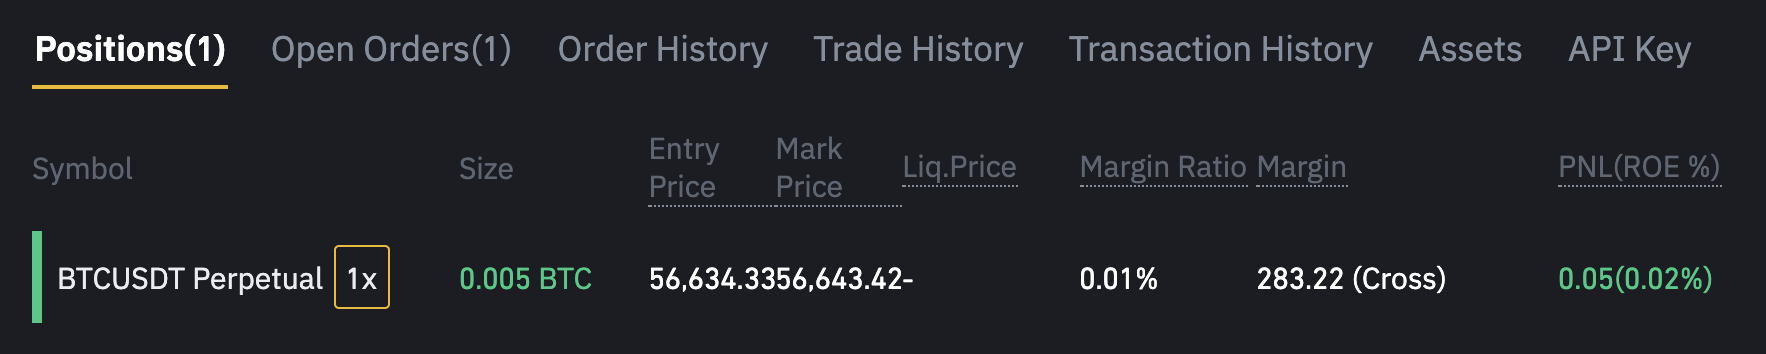 Positions(1) Open Orders(1) Order History Trade History Transaction History Assets API Key
Symbol Size Entry Price Mark Price Liq.Price Margin Ratio Margin PNL(ROE %)
BTCUSDT Perpetual 1x 0.005 BTC 56,634.33 56,643.42 - 0.01% 283.22 (Cross) 0.05(0.02%)